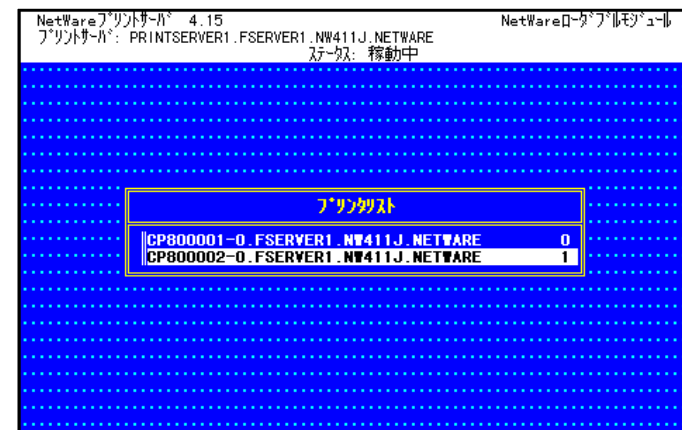 NetWareプリントサーバ 4.15 NetWareローダブルモジュール
プリントサーバ: PRINTSERVER1.FSERVER1.NW411J.NETWARE
ステータス: 稼動中
プリンタリスト
CP800001-0.FSERVER1.NW411J.NETWARE 0
CP800002-0.FSERVER1.NW411J.NETWARE 1